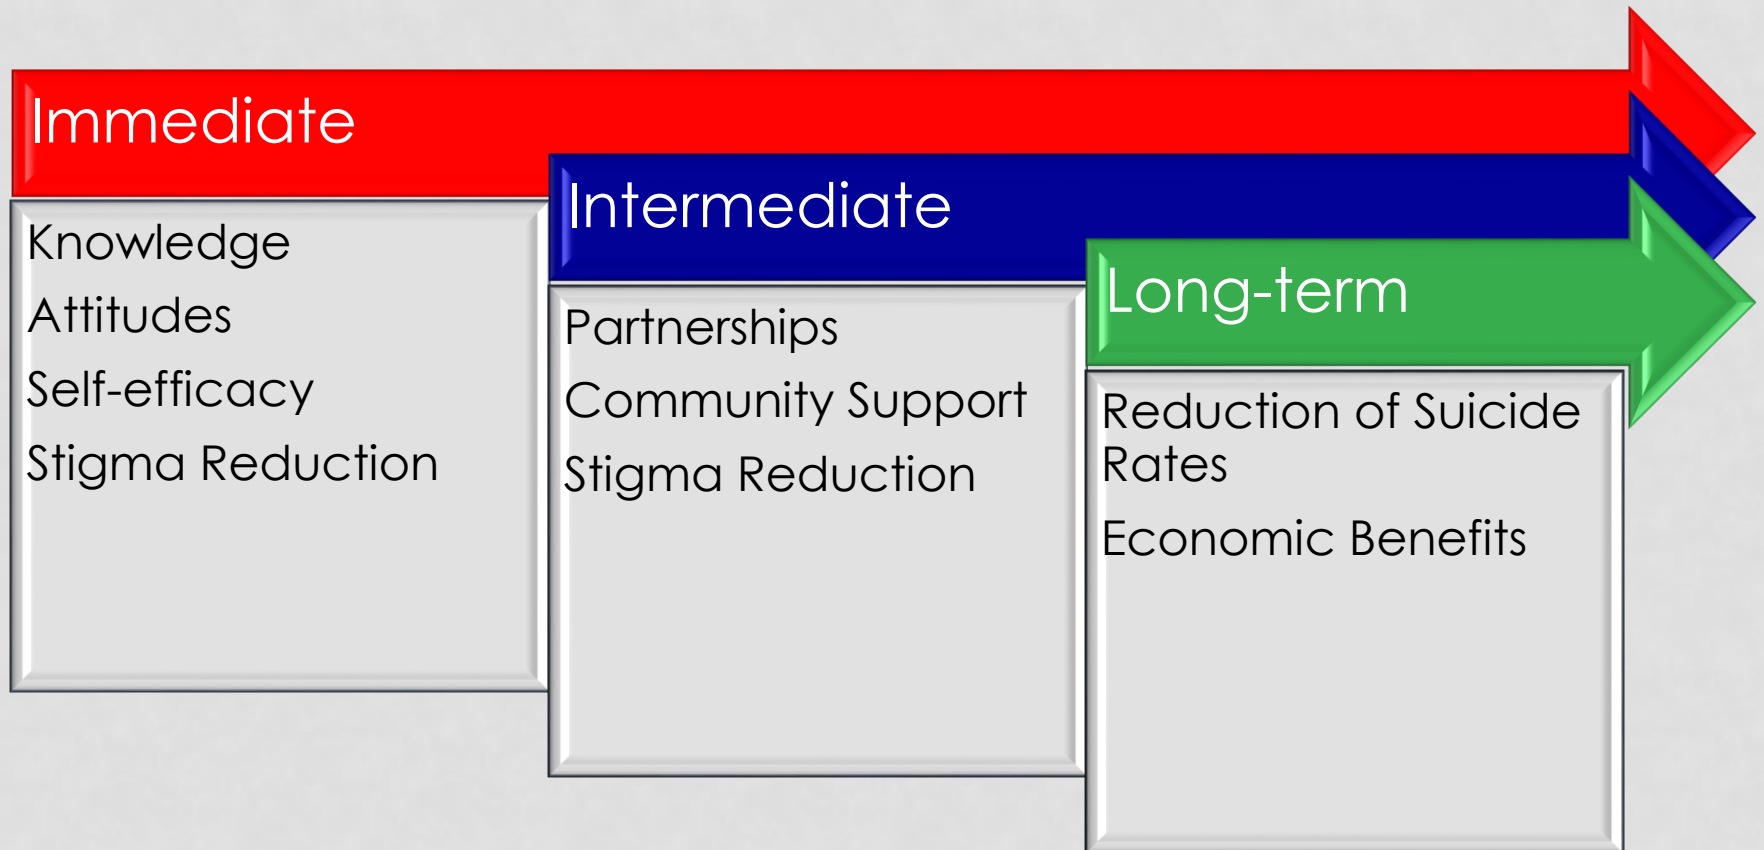 Immediate
Knowledge
Attitudes
Self-efficacy
Stigma Reduction
Intermediate
Partnerships
Community Support
Stigma Reduction
Long-term
Reduction of Suicide
Rates
Economic Benefits